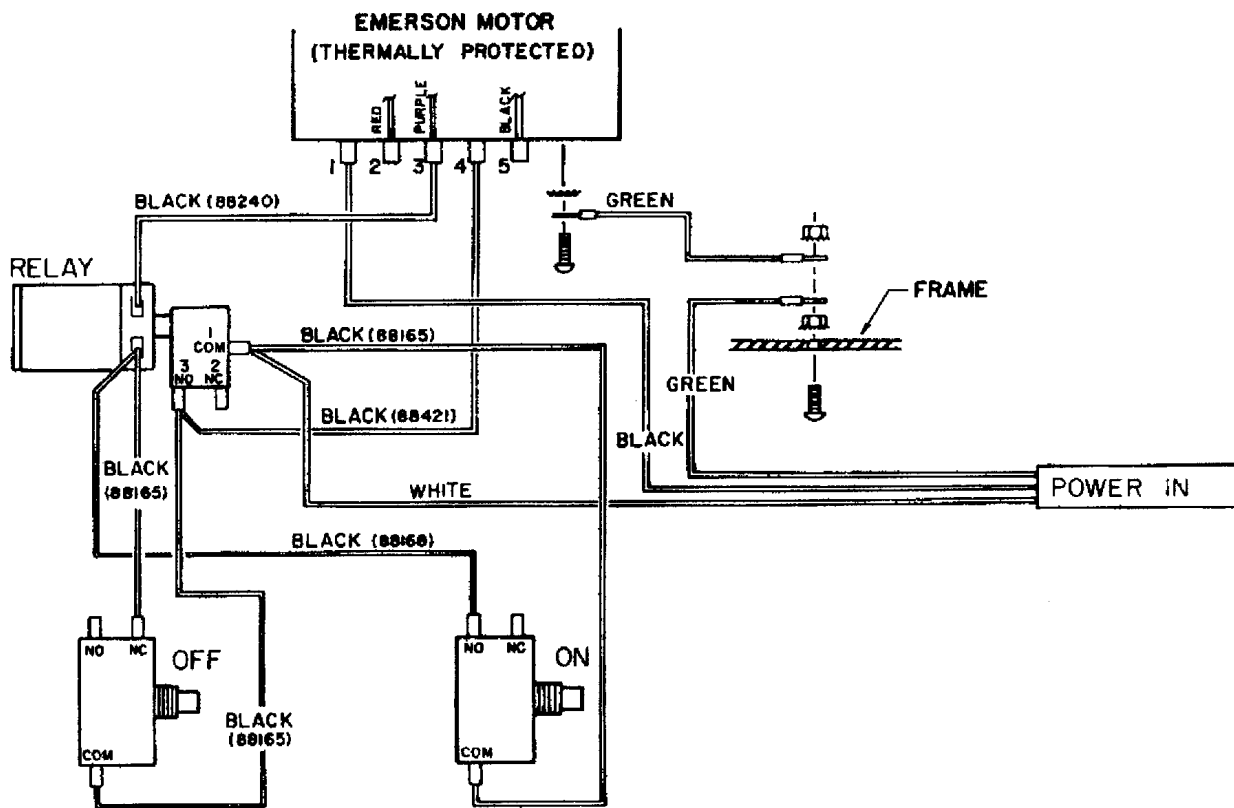 EMERSON MOTOR
(THERMALLY PROTECTED)
RED
PURPLE
BLACK
1
2
3
4
5
BLACK (88240)
GREEN
RELAY
FRAME
1
COM
3
NO
2
NC
BLACK (88165)
GREEN
BLACK (88421)
BLACK
BLACK
(88165)
WHITE
POWER IN
BLACK (88168)
NO
NC
OFF
NO
NC
ON
BLACK
(88165)
COM
COM